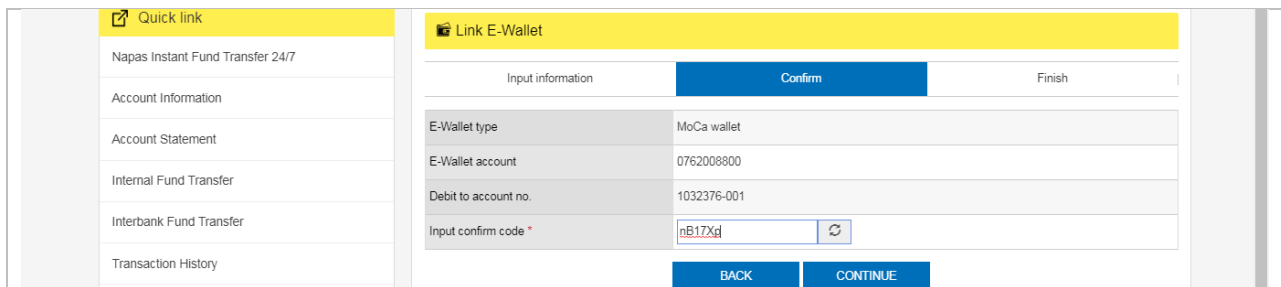 Quick link
Napas Instant Fund Transfer 24/7
Account Information
Account Statement
Internal Fund Transfer
Interbank Fund Transfer
Transaction History
Link E-Wallet
Input information Confirm Finish
E-Wallet type MoCa wallet
E-Wallet account 0762008800
Debit to account no. 1032376-001
Input confirm code * nB17Xp
BACK CONTINUE